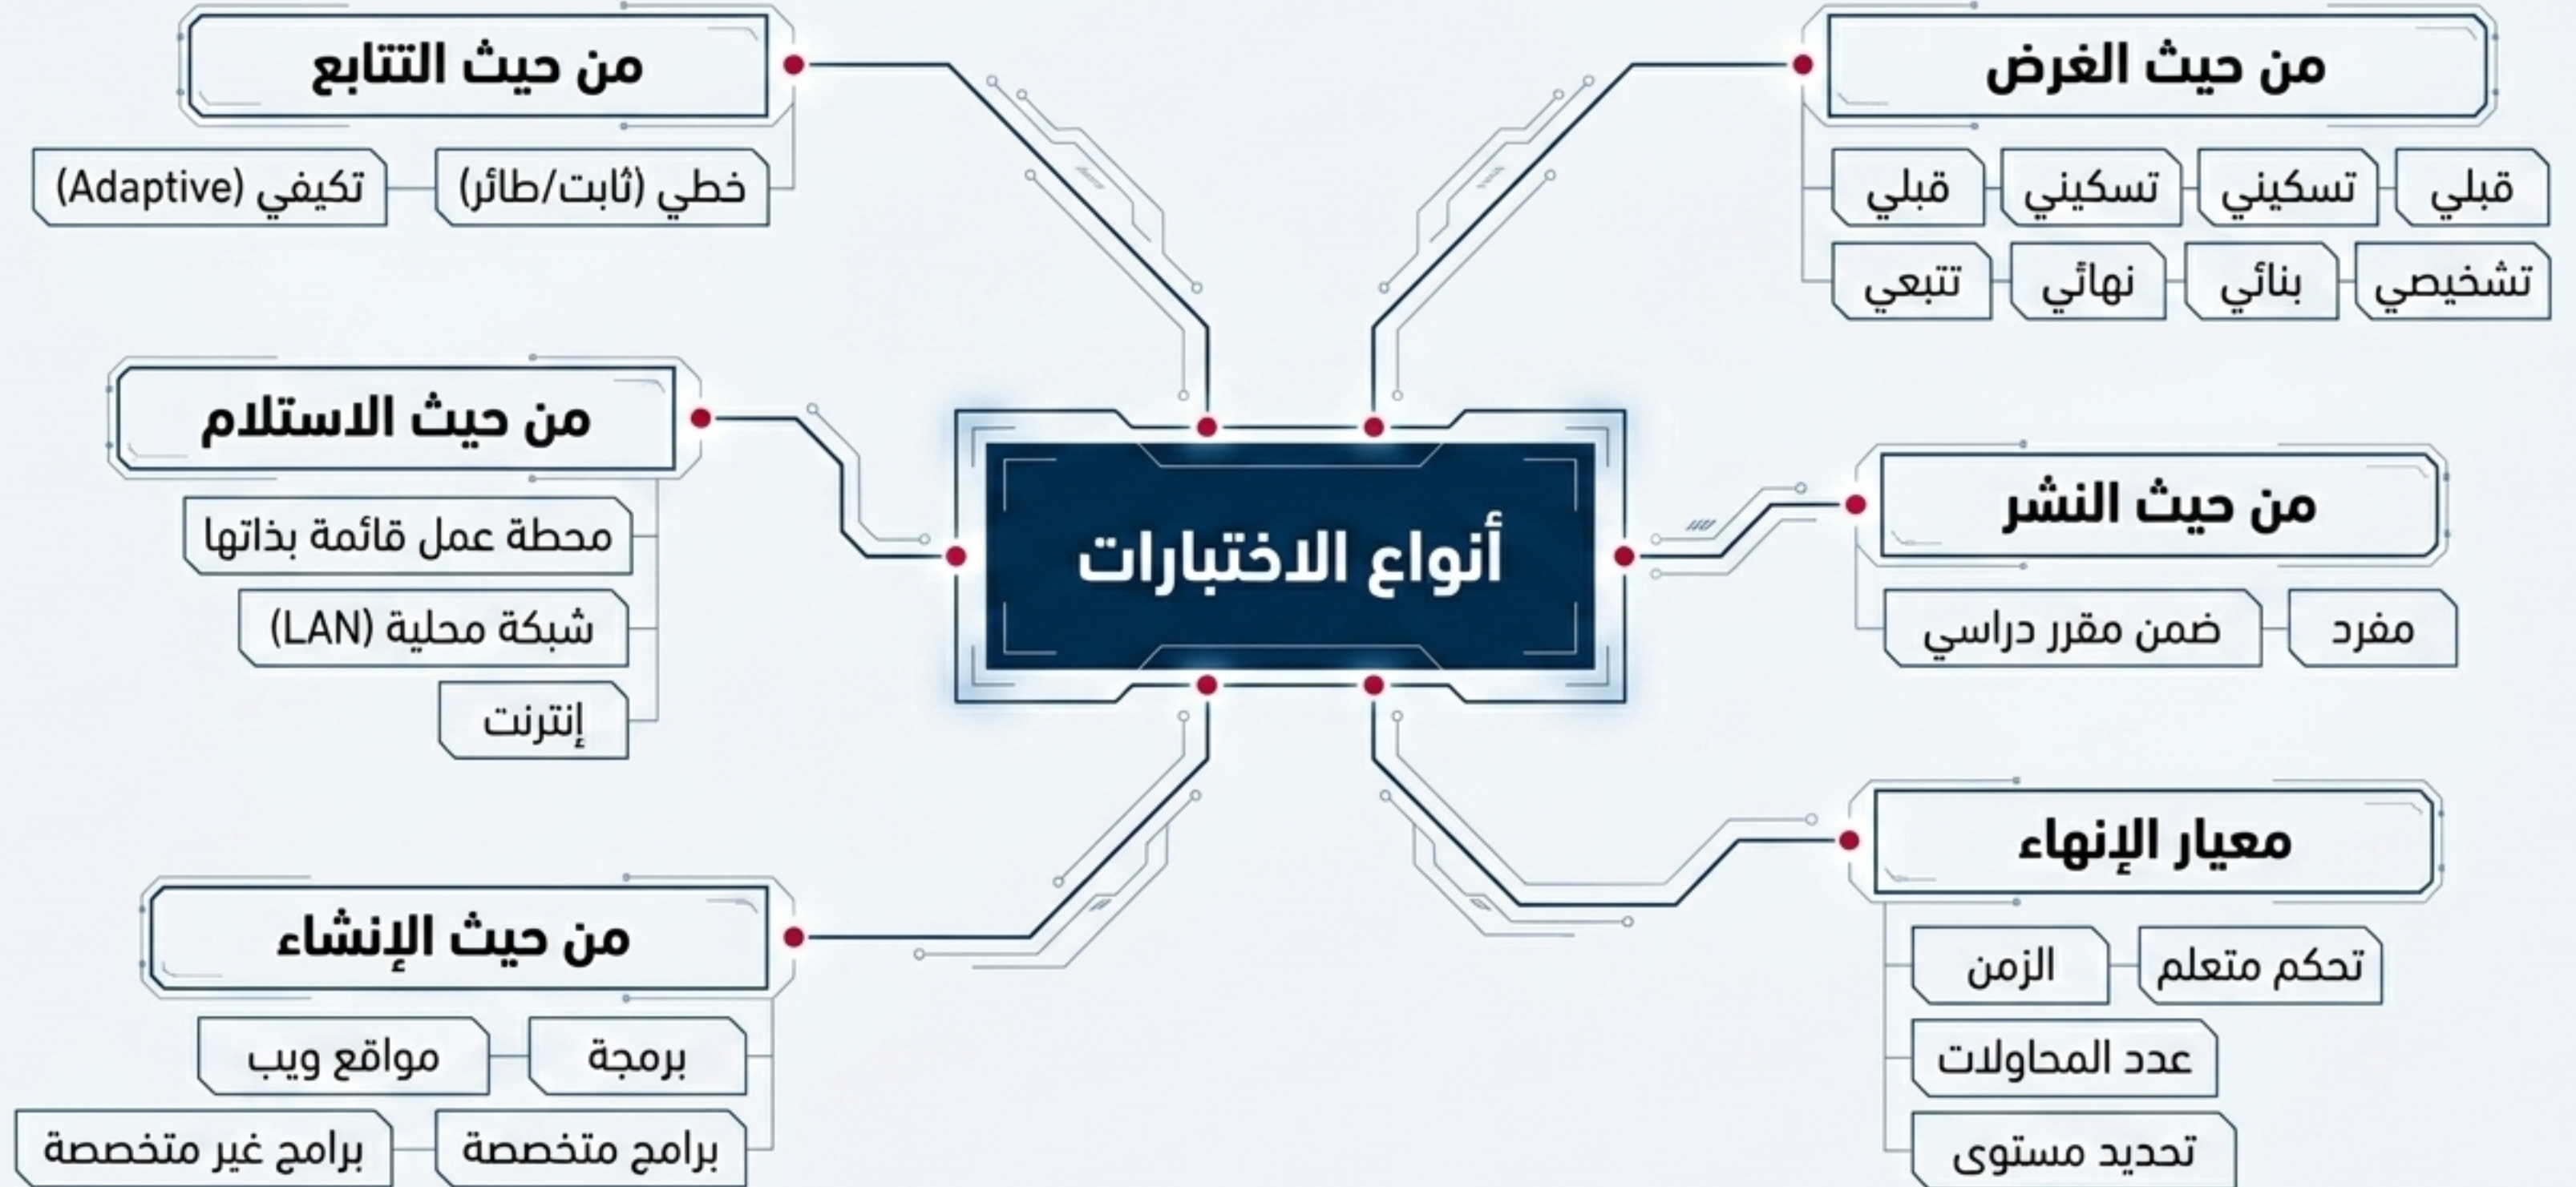 أنواع الاختبارات
من حيث الغرض
قبلي
تسكيني
تسكيني
قبلي
تشخيصي
بنائي
نهائي
تتبعي
من حيث النشر
مفرد
ضمن مقرر دراسي
معيار الإنهاء
تحكم متعلم
الزمن
عدد المحاولات
تحديد مستوى
من حيث التتابع
خطي (ثابت/طائر)
تكيفي (Adaptive)
من حيث الاستلام
محطة عمل قائمة بذاتها
شبكة محلية (LAN)
إنترنت
من حيث الإنشاء
برمجة
مواقع ويب
برامج متخصصة
برامج غير متخصصة